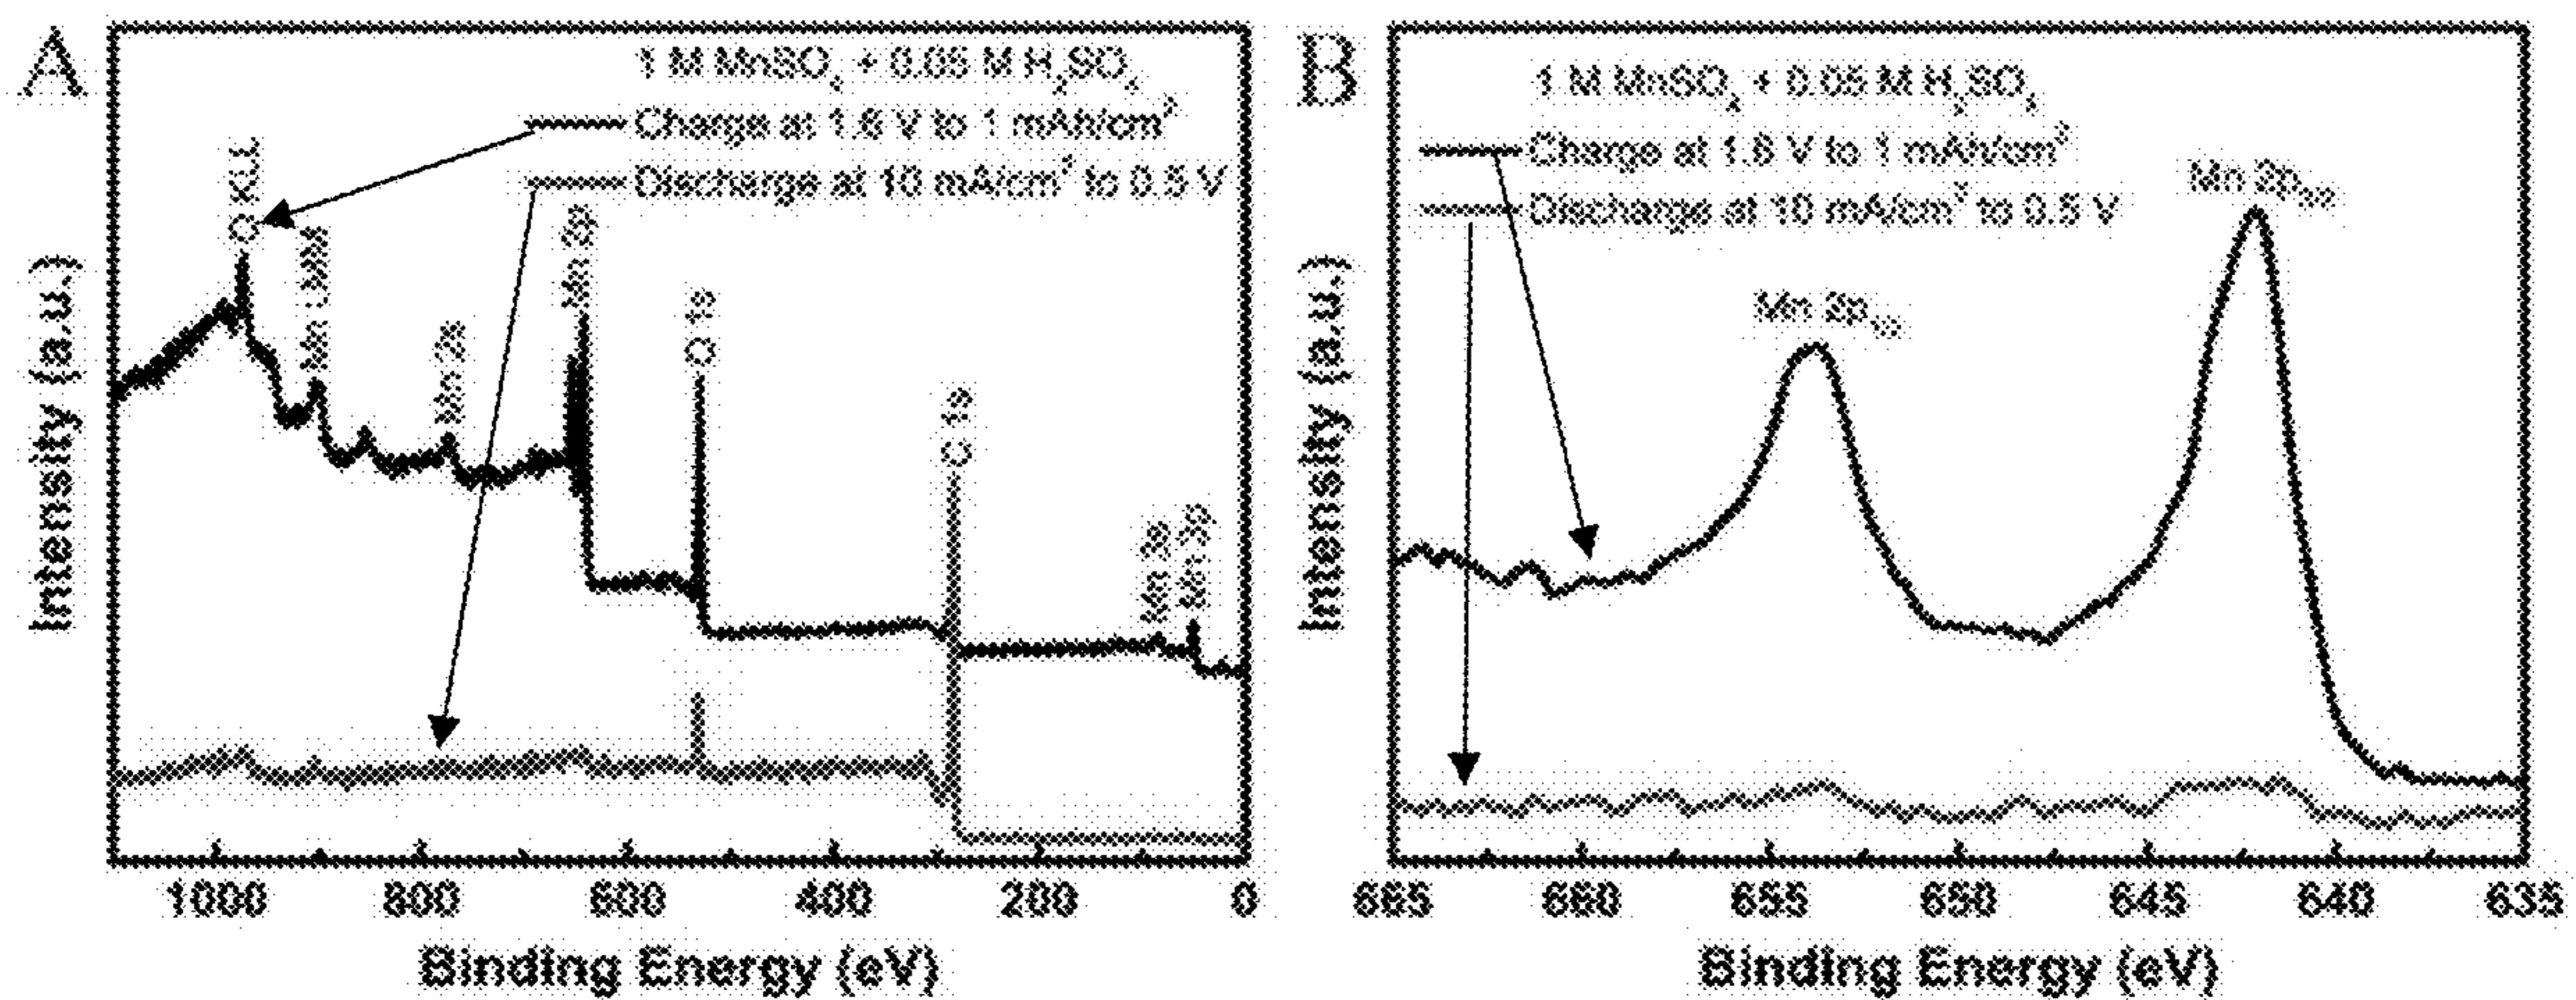 A
1 M MnSO4 + 0.05 M H2SO4
Charge at 1.6 V to 1 mAh/cm2
Discharge at 10 mA/cm2 to 0.5 V
O KLL
Mn LMM
Mn 2s
Mn 2p
O 1s
C 1s
Mn 3s
Mn 3p
Intensity (a.u.)
1000 800 600 400 200 0
Binding Energy (eV)
B
1 M MnSO4 + 0.05 M H2SO4
Charge at 1.6 V to 1 mAh/cm2
Discharge at 10 mA/cm2 to 0.5 V
Mn 2p3/2
Mn 2p1/2
Intensity (a.u.)
665 660 655 650 645 640 635
Binding Energy (eV)